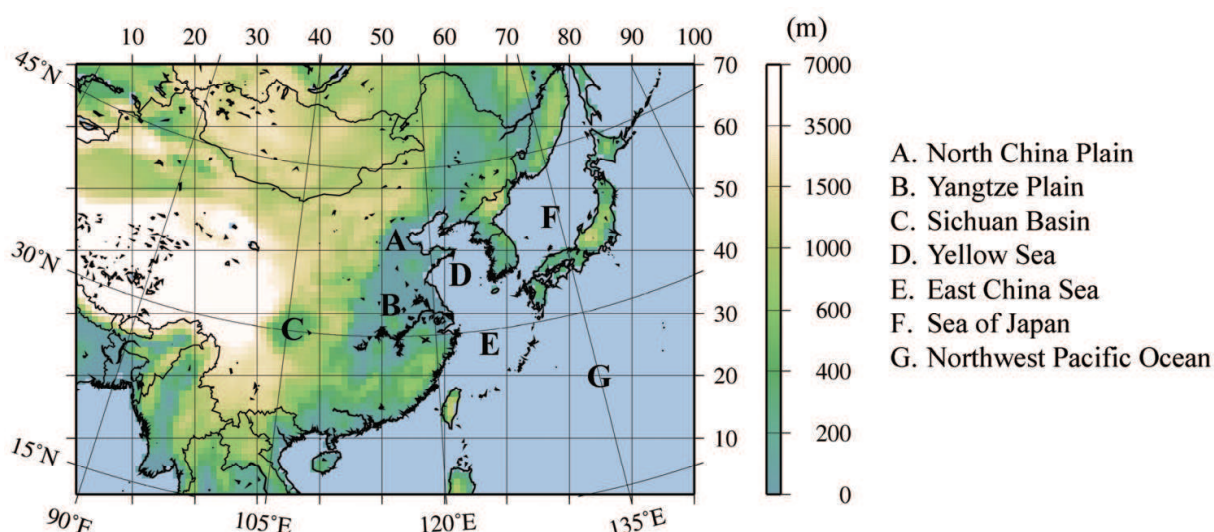 10 20 30 40 50 60 70 80 90 100
(m)
45°N
30°N
15°N
90°E 105°E 120°E 135°E
70
60
50
40
30
20
10
7000
3500
1500
1000
600
400
200
0
A
B
C
D
E
F
G
A. North China Plain
B. Yangtze Plain
C. Sichuan Basin
D. Yellow Sea
E. East China Sea
F. Sea of Japan
G. Northwest Pacific Ocean